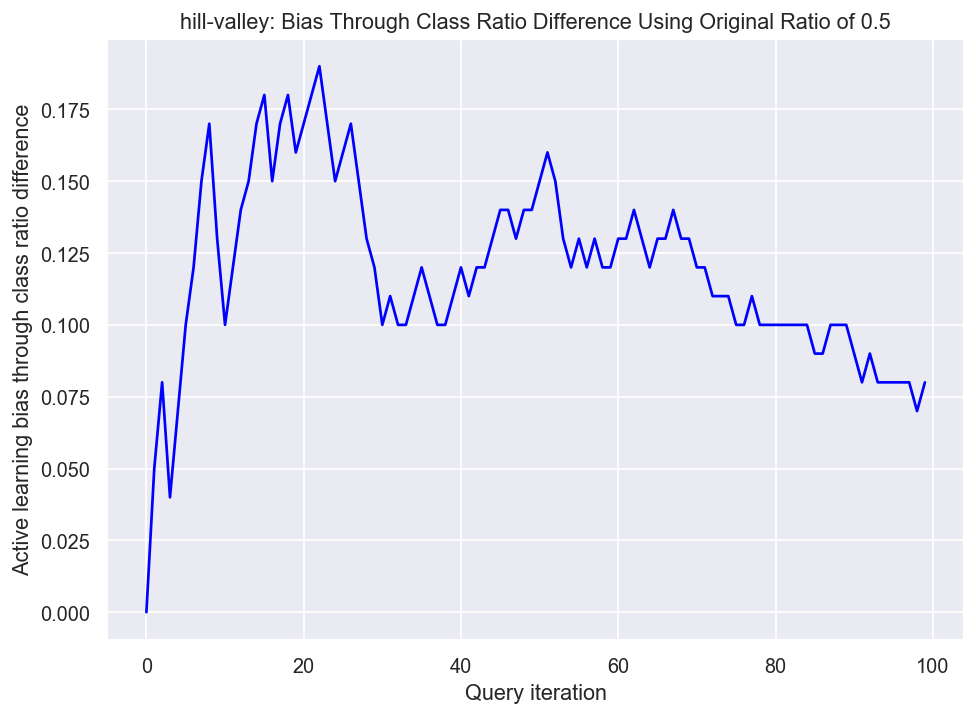 hill-valley: Bias Through Class Ratio Difference Using Original Ratio of 0.5
Active learning bias through class ratio difference
0.175
0.150
0.125
0.100
0.075
0.050
0.025
0.000
0 20 40 60 80 100
Query iteration